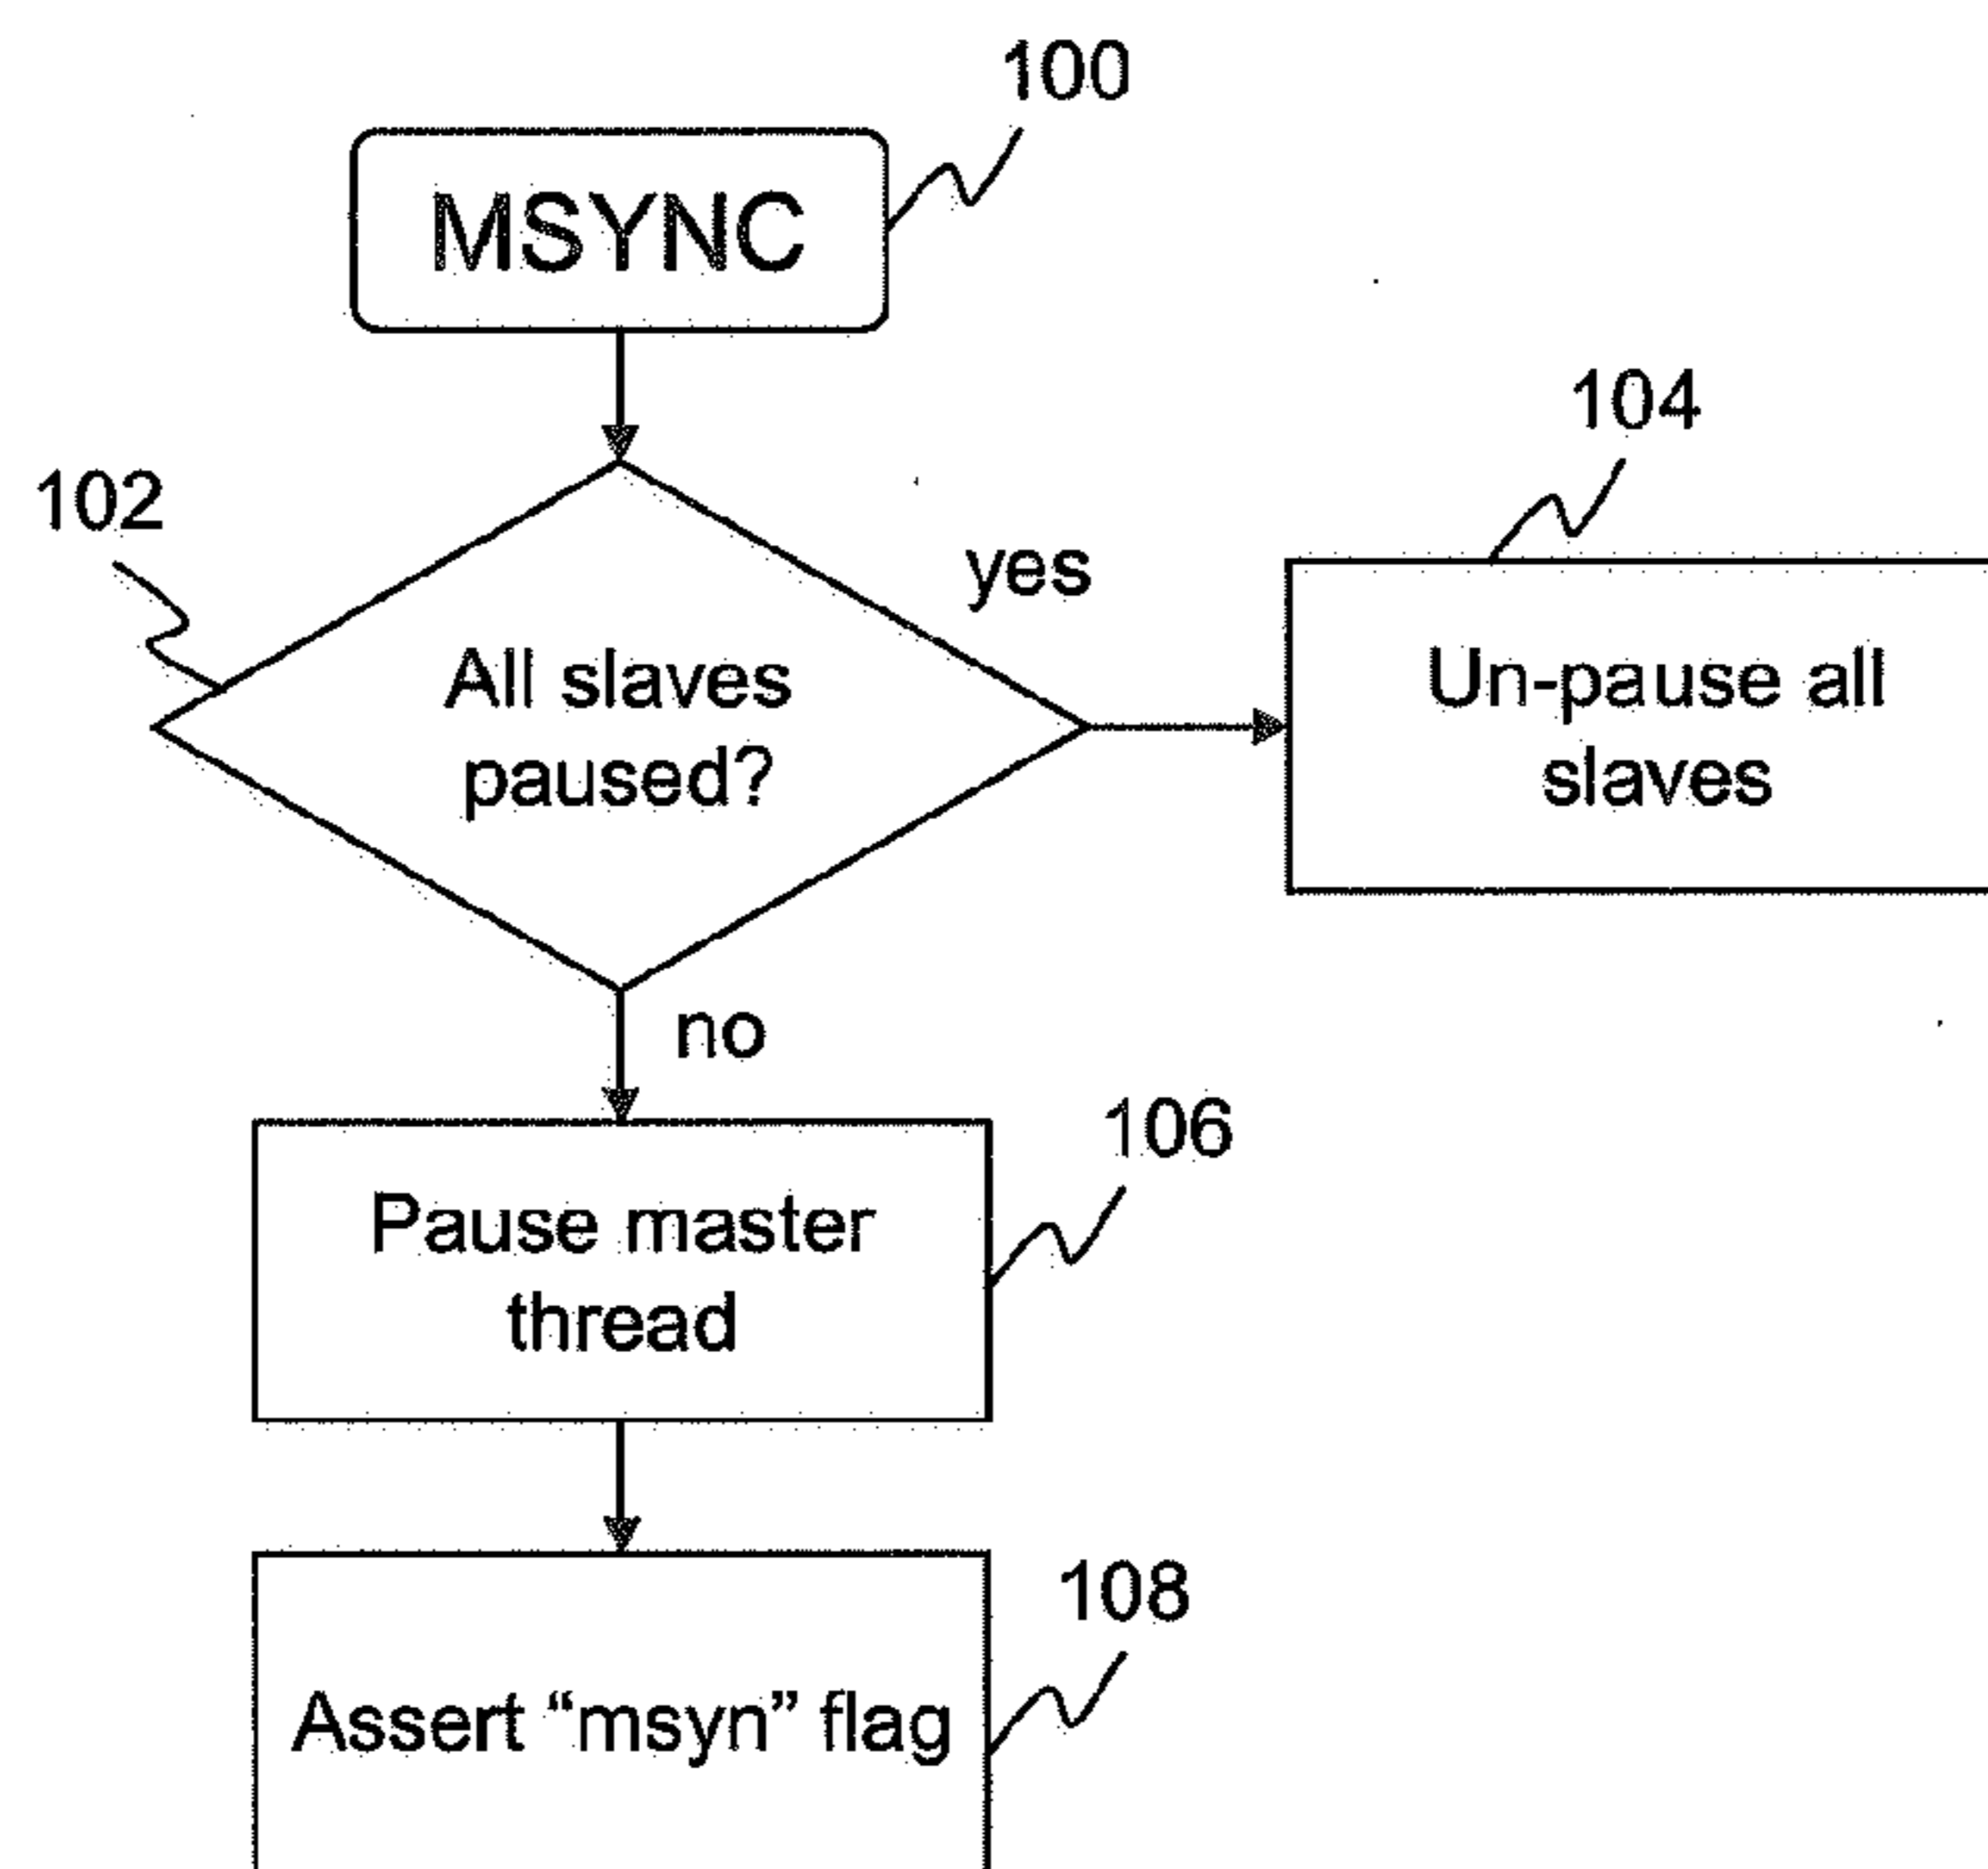 100
MSYNC
104
102
yes
All slaves
paused?
Un-pause all
slaves
no
106
Pause master
thread
108
Assert “msyn” flag